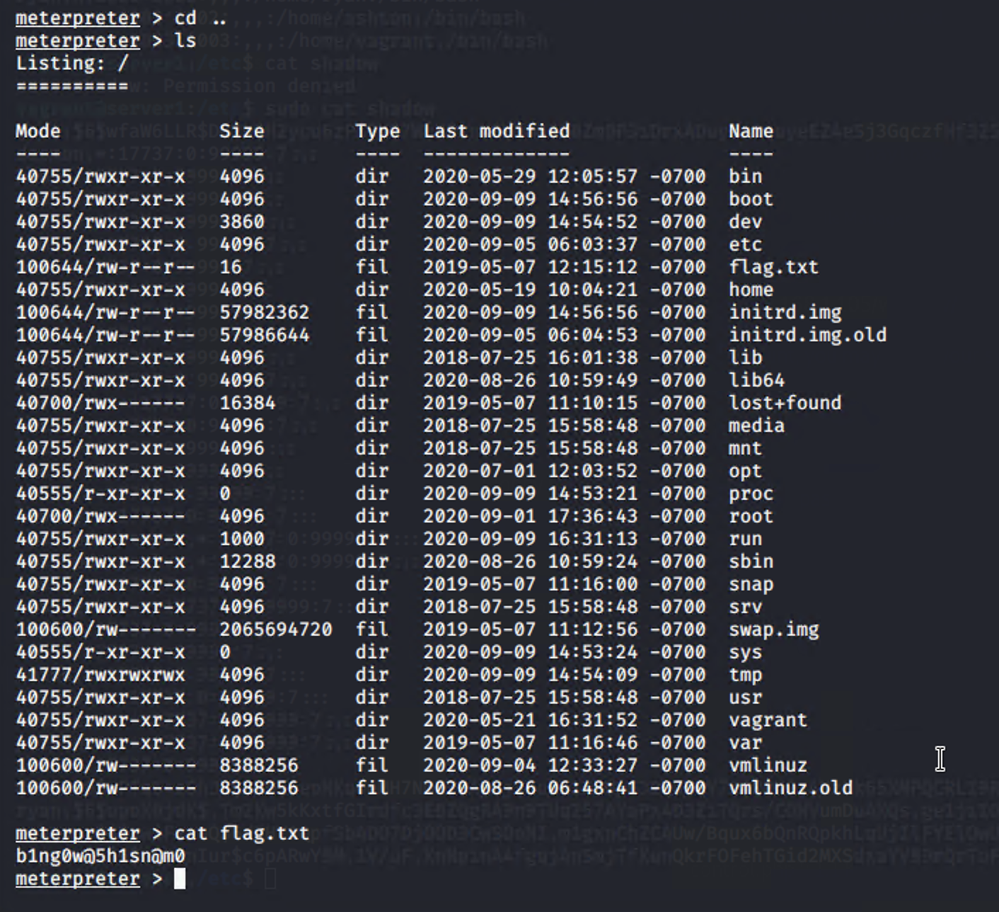 meterpreter > cd ..
meterpreter > ls
Listing: /
==========
Mode Size Type Last modified Name
---- ---- ---- ------------- ----
40755/rwxr-xr-x 4096 dir 2020-05-29 12:05:57 -0700 bin
40755/rwxr-xr-x 4096 dir 2020-09-09 14:56:56 -0700 boot
40755/rwxr-xr-x 3860 dir 2020-09-09 14:54:52 -0700 dev
40755/rwxr-xr-x 4096 dir 2020-09-05 06:03:37 -0700 etc
100644/rw-r--r-- 16 fil 2019-05-07 12:15:12 -0700 flag.txt
40755/rwxr-xr-x 4096 dir 2020-05-19 10:04:21 -0700 home
100644/rw-r--r-- 57982362 fil 2020-09-09 14:56:56 -0700 initrd.img
100644/rw-r--r-- 57986644 fil 2020-09-05 06:04:53 -0700 initrd.img.old
40755/rwxr-xr-x 4096 dir 2018-07-25 16:01:38 -0700 lib
40755/rwxr-xr-x 4096 dir 2020-08-26 10:59:49 -0700 lib64
40700/rwx------ 16384 dir 2019-05-07 11:10:15 -0700 lost+found
40755/rwxr-xr-x 4096 dir 2018-07-25 15:58:48 -0700 media
40755/rwxr-xr-x 4096 dir 2018-07-25 15:58:48 -0700 mnt
40755/rwxr-xr-x 4096 dir 2020-07-01 12:03:52 -0700 opt
40555/r-xr-xr-x 0 dir 2020-09-09 14:53:21 -0700 proc
40700/rwx------ 4096 dir 2020-09-01 17:36:43 -0700 root
40755/rwxr-xr-x 1000 dir 2020-09-09 16:31:13 -0700 run
40755/rwxr-xr-x 12288 dir 2020-08-26 10:59:24 -0700 sbin
40755/rwxr-xr-x 4096 dir 2019-05-07 11:16:00 -0700 snap
40755/rwxr-xr-x 4096 dir 2018-07-25 15:58:48 -0700 srv
100600/rw------- 2065694720 fil 2019-05-07 11:12:56 -0700 swap.img
40555/r-xr-xr-x 0 dir 2020-09-09 14:53:24 -0700 sys
41777/rwxrwxrwx 4096 dir 2020-09-09 14:54:09 -0700 tmp
40755/rwxr-xr-x 4096 dir 2018-07-25 15:58:48 -0700 usr
40755/rwxr-xr-x 4096 dir 2020-05-21 16:31:52 -0700 vagrant
40755/rwxr-xr-x 4096 dir 2019-05-07 11:16:46 -0700 var
100600/rw------- 8388256 fil 2020-09-04 12:33:27 -0700 vmlinuz
100600/rw------- 8388256 fil 2020-08-26 06:48:41 -0700 vmlinuz.old
meterpreter > cat flag.txt
b1ng0w@5h1sn@m0
meterpreter >